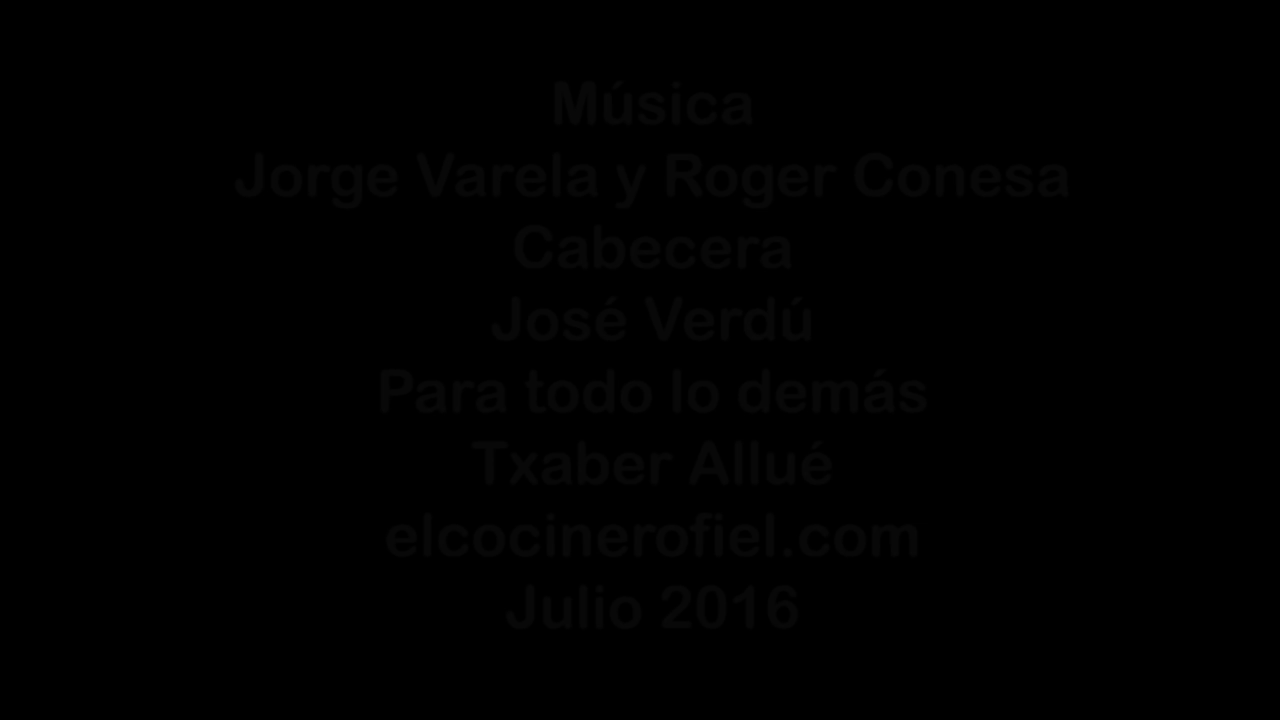 Música
Jorge Varela y Roger Conesa
Cabecera
José Verdú
Para todo lo demás
Txaber Allué
elcocinerofiel.com
Julio 2016